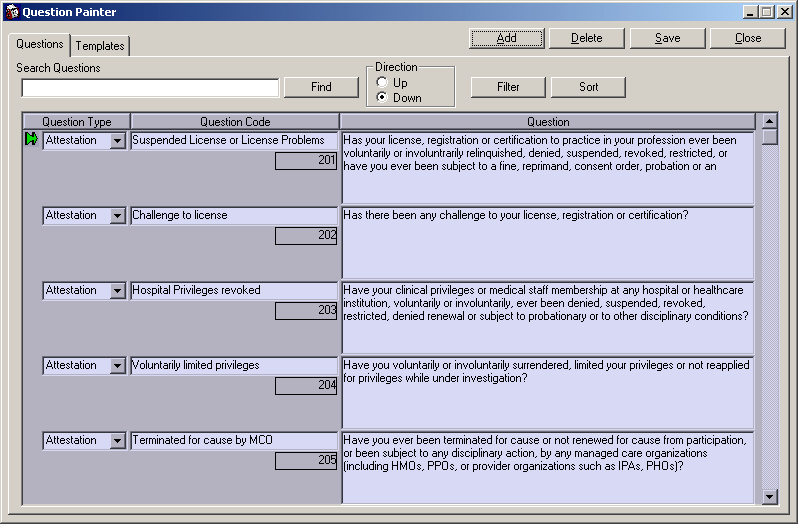 Question Painter
Questions
Templates
Add
Delete
Save
Close
Search Questions
Find
Direction
Up
Down
Filter
Sort
Question Type
Question Code
Question
Attestation
Suspended License or License Problems
201
Has your license, registration or certification to practice in your profession ever been
voluntarily or involuntrarily relinquished, denied, suspended, revoked, restricted, or
have you ever been subject to a fine, reprimand, consent order, probation or an
Attestation
Challenge to license
202
Has there been any challenge to your license, registration or certification?
Attestation
Hospital Privileges revoked
203
Have your clinical privileges or medical staff membership at any hospital or healthcare
institution, voluntarily or involuntarily, ever been denied, suspended, revoked,
restricted, denied renewal or subject to probationary or to other disciplinary conditions?
Attestation
Voluntarily limited privileges
204
Have you voluntarily or involuntarily surrendered, limited your privileges or not reapplied
for privileges while under investigation?
Attestation
Terminated for cause by MCO
205
Have you ever been terminated for cause or not renewed for cause from participation,
or been subject to any disciplinary action, by any managed care organizations
(including HMOs, PPOs, or provider organizations such as IPAs, PHOs)?